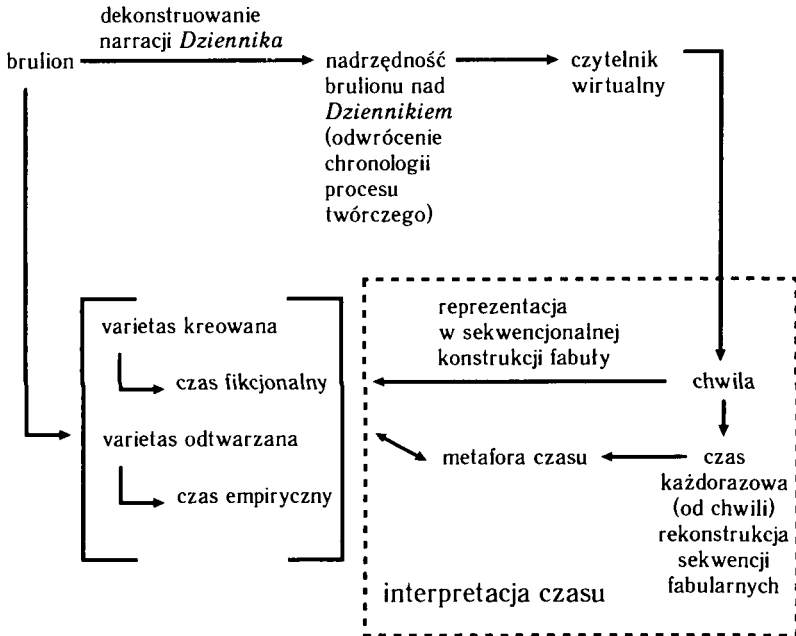 dekonstruowanie
narracji Dziennika
brulion
nadrzędność
brulionu nad
Dziennikiem
(odwrócenie
chronologii
procesu
twórczego)
czytelnik
wirtualny
varietas kreowana
czas fikcjonalny
varietas odtwarzana
czas empiryczny
reprezentacja
w sekwencjonalnej
konstrukcji fabuły
chwila
metafora czasu
czas
każdorazowa
(od chwili)
rekonstrukcja
sekwencji
fabularnych
interpretacja czasu